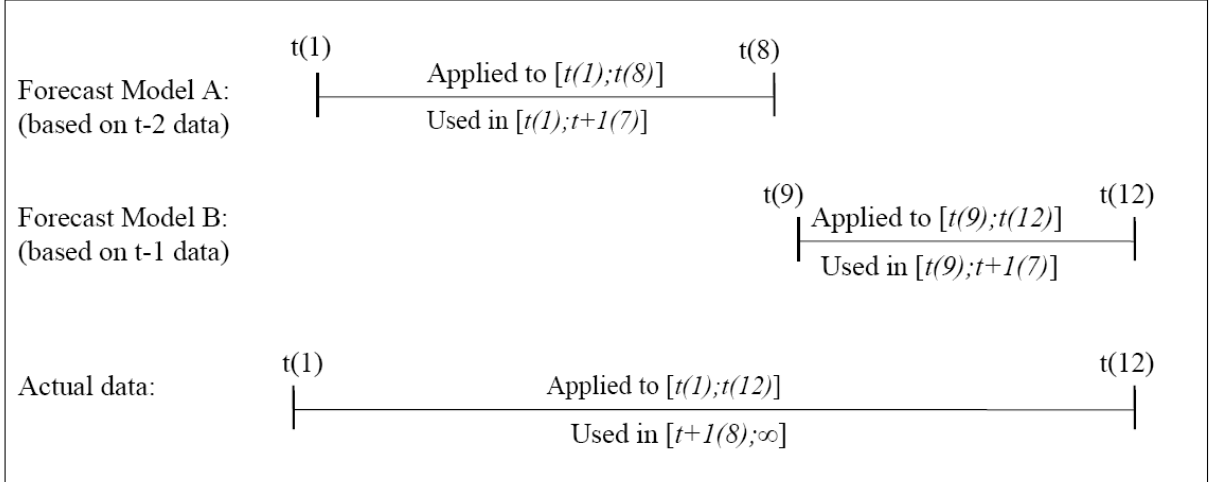 t(1)
t(8)
Forecast Model A:
(based on t-2 data)
Applied to [t(1);t(8)]
Used in [t(1);t+1(7)]
t(9)
t(12)
Forecast Model B:
(based on t-1 data)
Applied to [t(9);t(12)]
Used in [t(9);t+1(7)]
t(1)
t(12)
Actual data:
Applied to [t(1);t(12)]
Used in [t+1(8);∞]